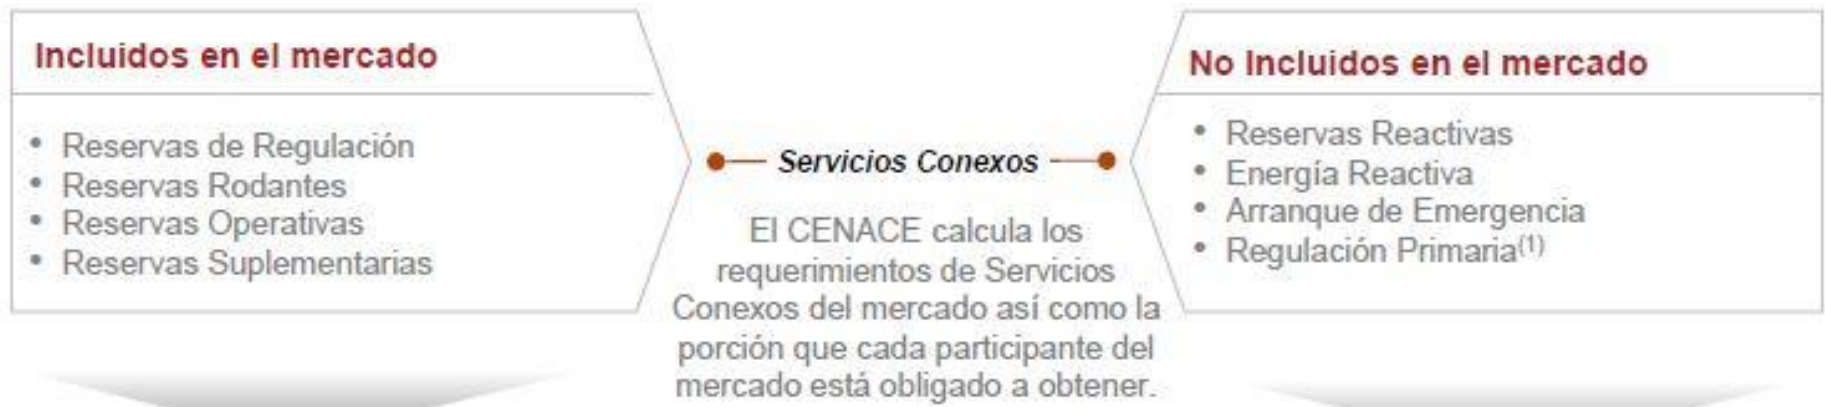 Incluidos en el mercado
• Reservas de Regulación
• Reservas Rodantes
• Reservas Operativas
• Reservas Suplementarias
Servicios Conexos
El CENACE calcula los
requerimientos de Servicios
Conexos del mercado así como la
porción que cada participante del
mercado está obligado a obtener.
No Incluidos en el mercado
• Reservas Reactivas
• Energía Reactiva
• Arranque de Emergencia
• Regulación Primaria(1)